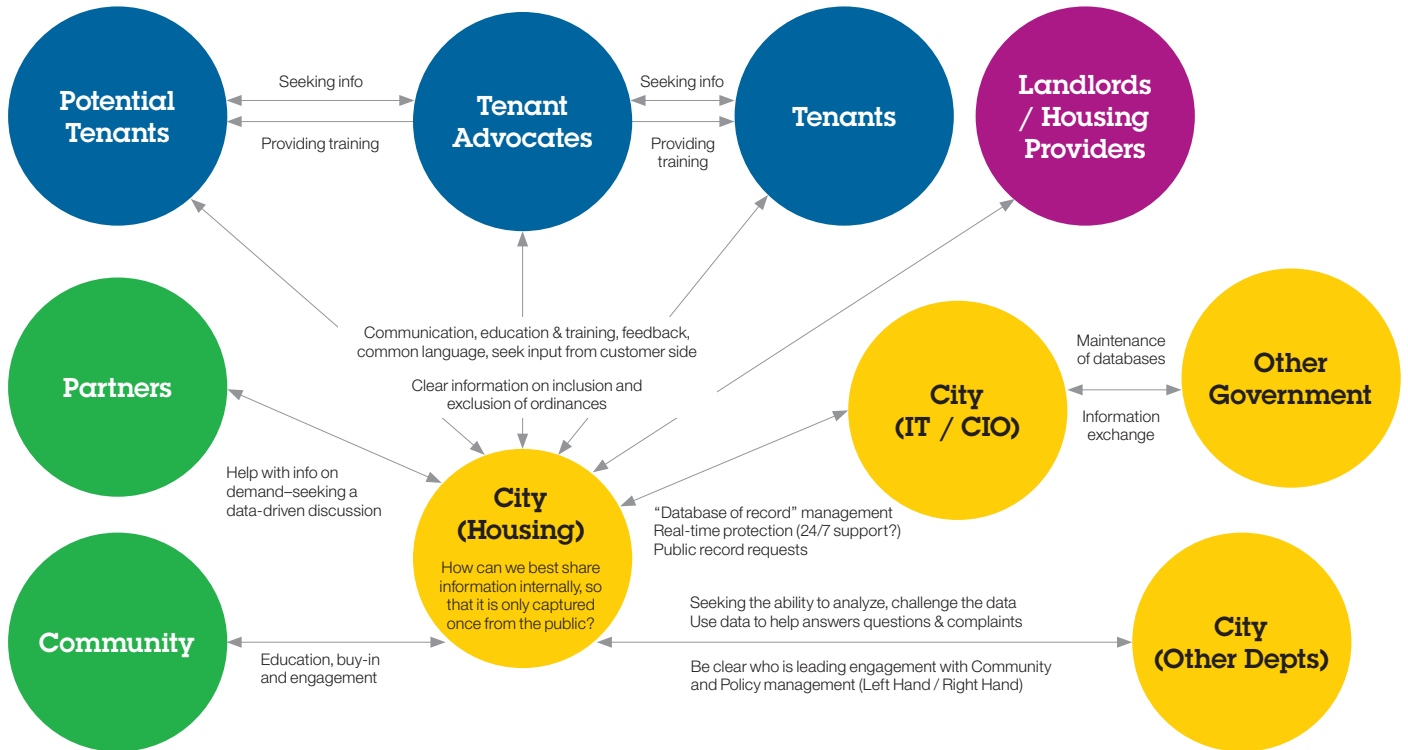 Potential
Tenants
Seeking info
Providing training
Tenant
Advocates
Seeking info
Providing
training
Tenants
Landlords
/ Housing
Providers
Communication, education & training, feedback,
common language, seek input from customer side
Clear information on inclusion and
exclusion of ordinances
Partners
Help with info on
demand–seeking a
data-driven discussion
City
(IT / CIO)
Maintenance
of databases
Information
exchange
Other
Government
City
(Housing)
How can we best share
information internally, so
that it is only captured
once from the public?
“Database of record” management
Real-time protection (24/7 support?)
Public record requests
Community
Education, buy-in
and engagement
Seeking the ability to analyze, challenge the data
Use data to help answers questions & complaints
Be clear who is leading engagement with Community
and Policy management (Left Hand / Right Hand)
City
(Other Depts)